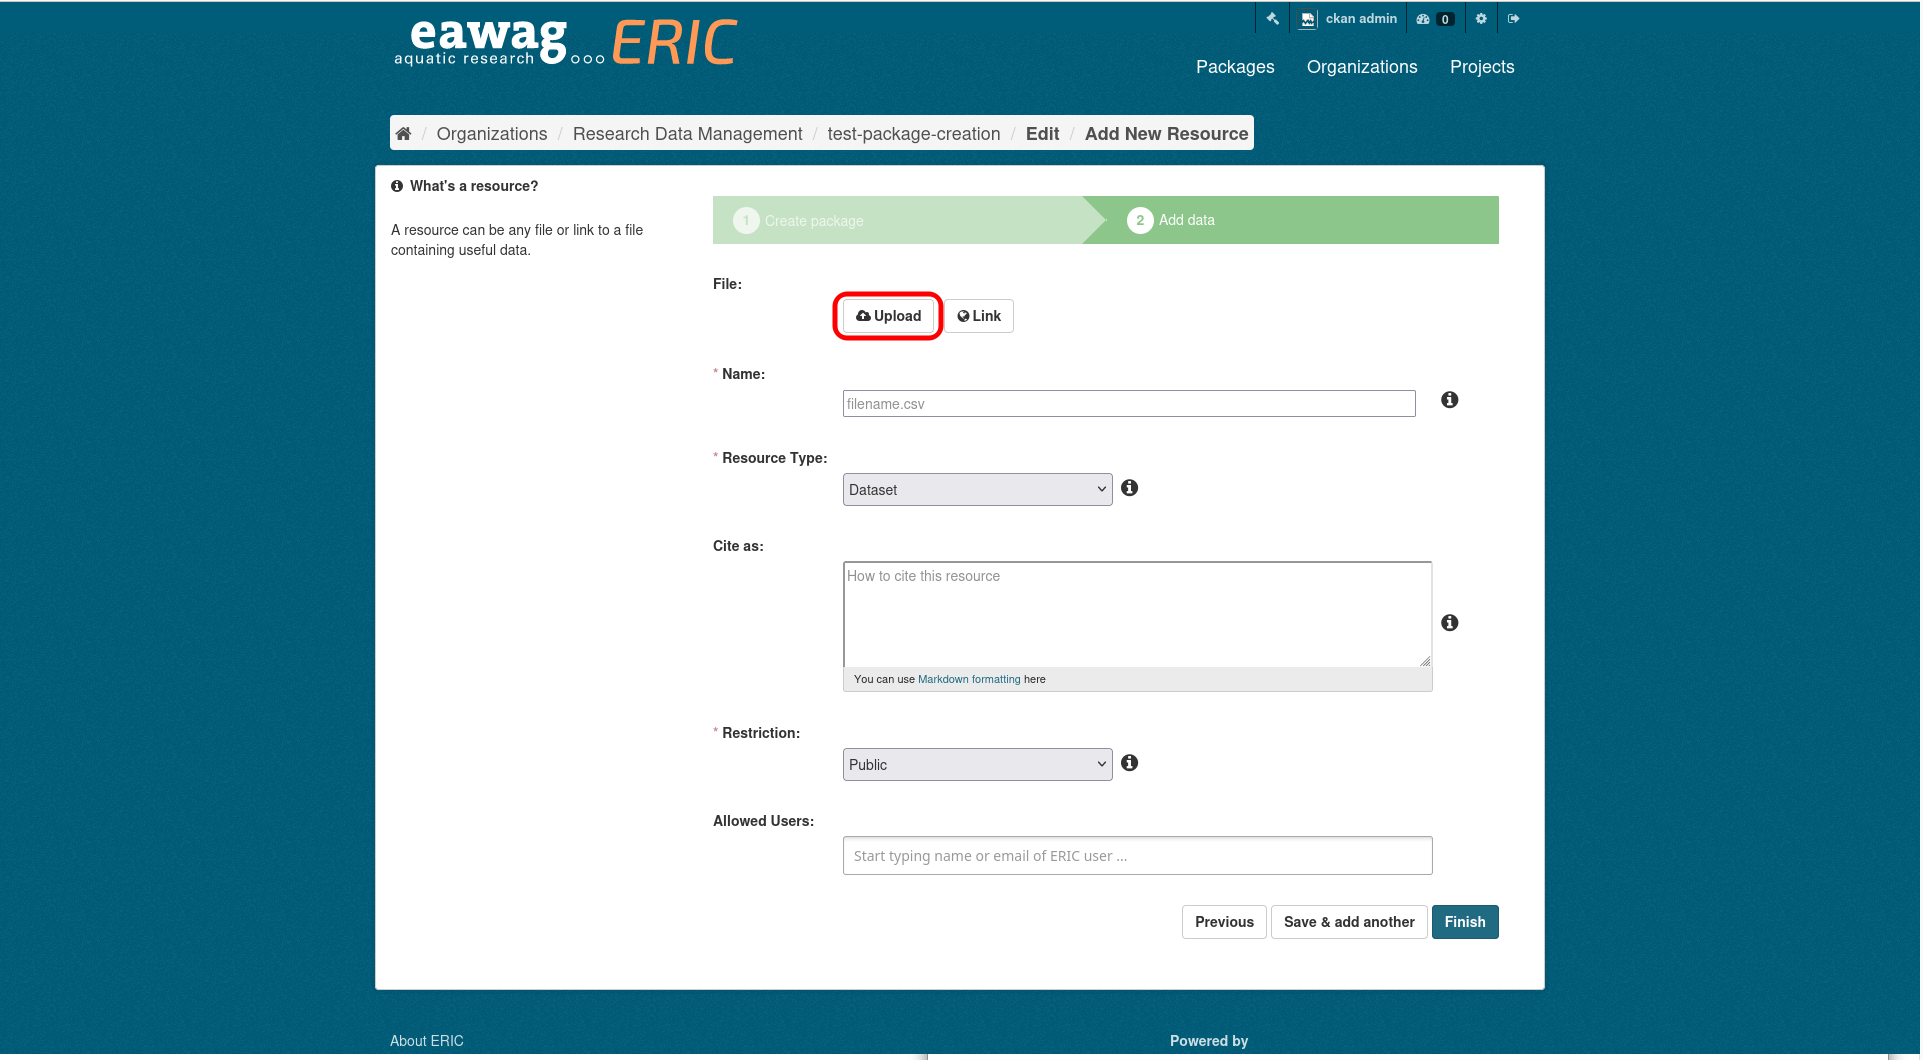 eawag
aquatic research
ERIC
ckan admin
0
Packages
Organizations
Projects
/ Organizations / Research Data Management / test-package-creation / Edit / Add New Resource
What's a resource?
A resource can be any file or link to a file
containing useful data.
1 Create package
2 Add data
File:
Upload
Link
* Name:
filename.csv
* Resource Type:
Dataset
Cite as:
How to cite this resource
You can use Markdown formatting here
* Restriction:
Public
Allowed Users:
Start typing name or email of ERIC user ...
Previous
Save & add another
Finish
About ERIC
Powered by